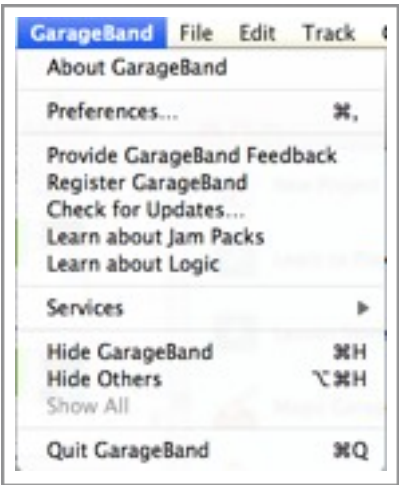 GarageBand File Edit Track
About GarageBand
Preferences... ⌘,
Provide GarageBand Feedback
Register GarageBand
Check for Updates...
Learn about Jam Packs
Learn about Logic
Services ▶
Hide GarageBand ⌘H
Hide Others ⌥⌘H
Show All
Quit GarageBand ⌘Q